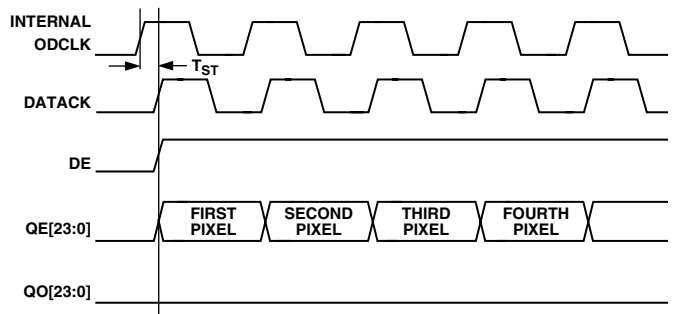 INTERNAL
ODCLK
T_ST
DATACK
DE
QE[23:0]
FIRST PIXEL
SECOND PIXEL
THIRD PIXEL
FOURTH PIXEL
QO[23:0]